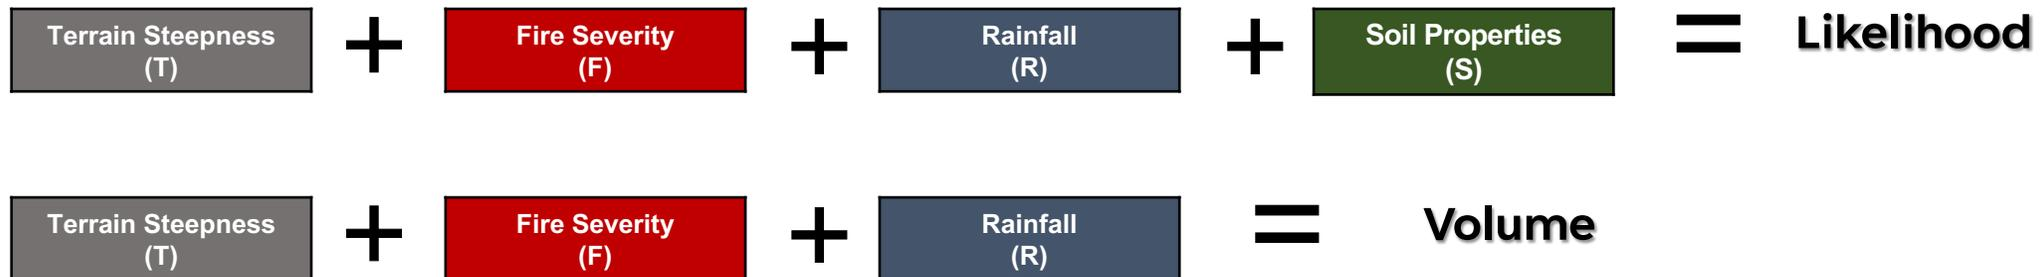 Terrain Steepness
(T)
+
Fire Severity
(F)
+
Rainfall
(R)
+
Soil Properties
(S)
=
Likelihood
Terrain Steepness
(T)
+
Fire Severity
(F)
+
Rainfall
(R)
=
Volume